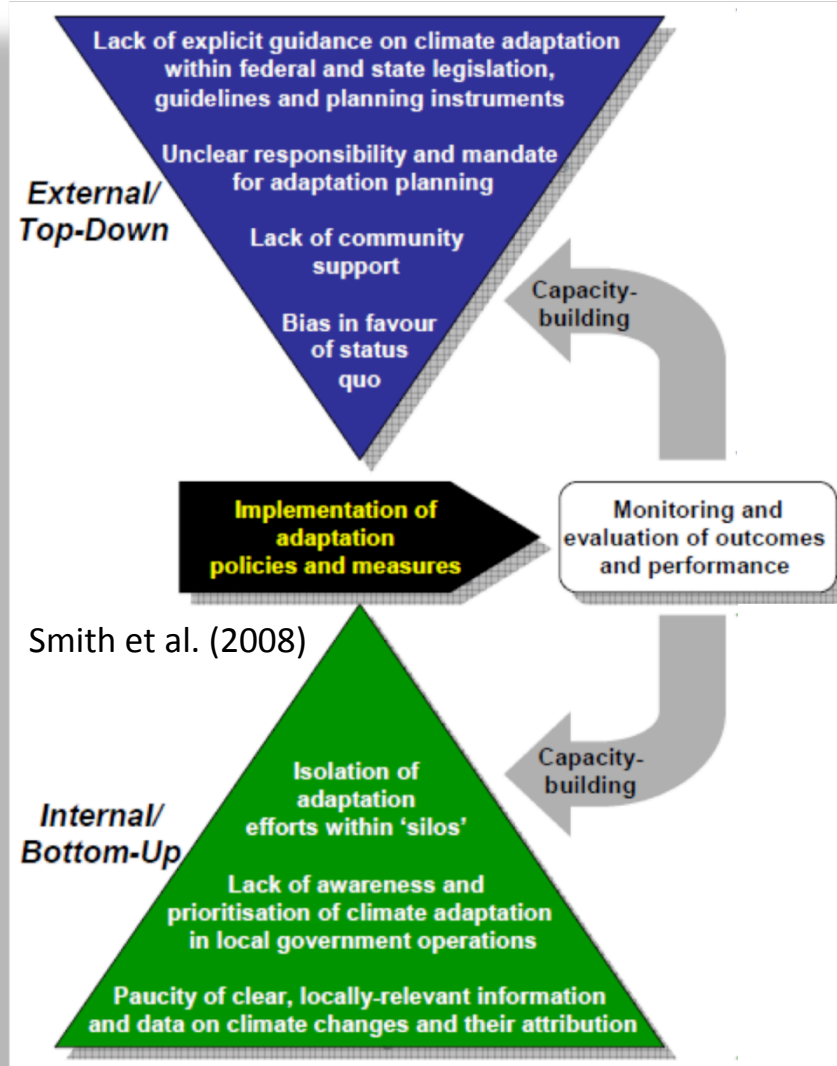 Lack of explicit guidance on climate adaptation
within federal and state legislation,
guidelines and planning instruments
Unclear responsibility and mandate
for adaptation planning
External/
Top-Down
Lack of community
support
Capacity-
building
Bias in favour
of status
quo
Implementation of
adaptation
policies and measures
Monitoring and
evaluation of outcomes
and performance
Smith et al. (2008)
Isolation of
adaptation
efforts within ‘silos’
Capacity-
building
Internal/
Bottom-Up
Lack of awareness and
prioritisation of climate adaptation
in local government operations
Paucity of clear, locally-relevant information
and data on climate changes and their attribution